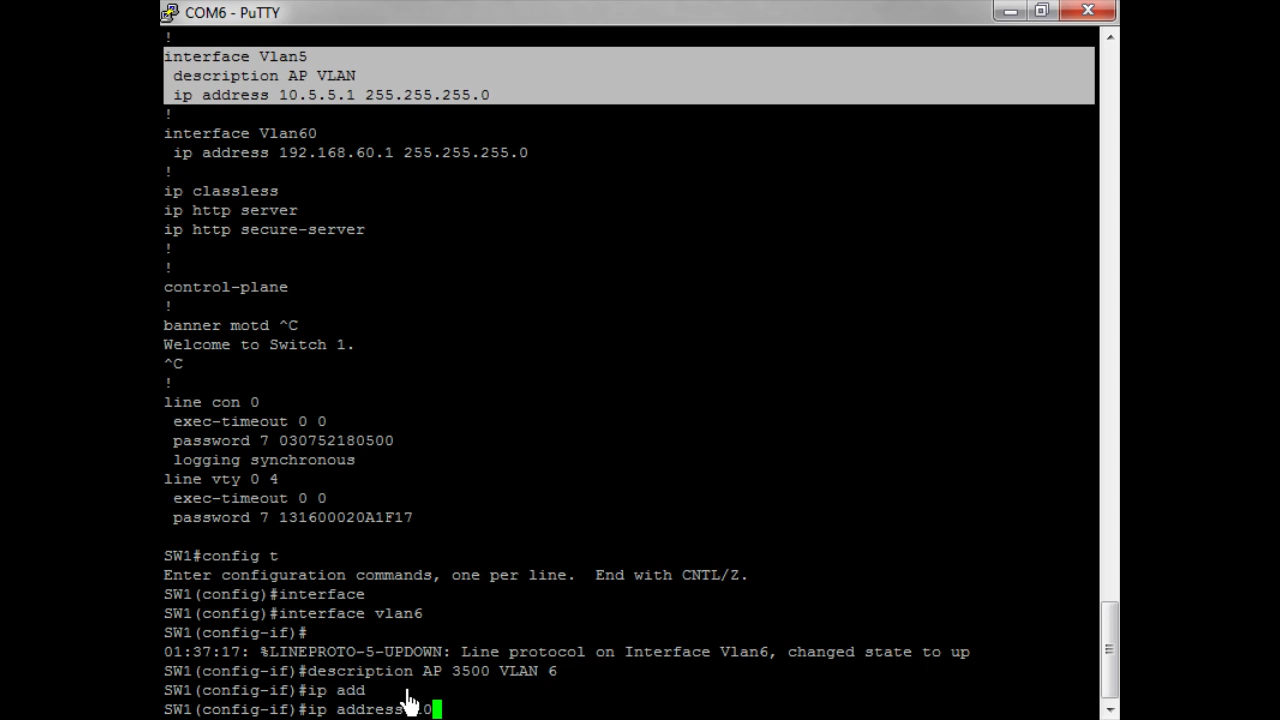 COM6 - PuTTY
!
interface Vlan5
description AP VLAN
ip address 10.5.5.1 255.255.255.0
!
interface Vlan60
ip address 192.168.60.1 255.255.255.0
!
ip classless
ip http server
ip http secure-server
!
!
control-plane
!
banner motd ^C
Welcome to Switch 1.
^C
!
line con 0
exec-timeout 0 0
password 7 030752180500
logging synchronous
line vty 0 4
exec-timeout 0 0
password 7 131600020A1F17
SW1#config t
Enter configuration commands, one per line.  End with CNTL/Z.
SW1(config)#interface
SW1(config)#interface vlan6
SW1(config-if)#
01:37:17: %LINEPROTO-5-UPDOWN: Line protocol on Interface Vlan6, changed state to up
SW1(config-if)#description AP 3500 VLAN 6
SW1(config-if)#ip add
SW1(config-if)#ip address